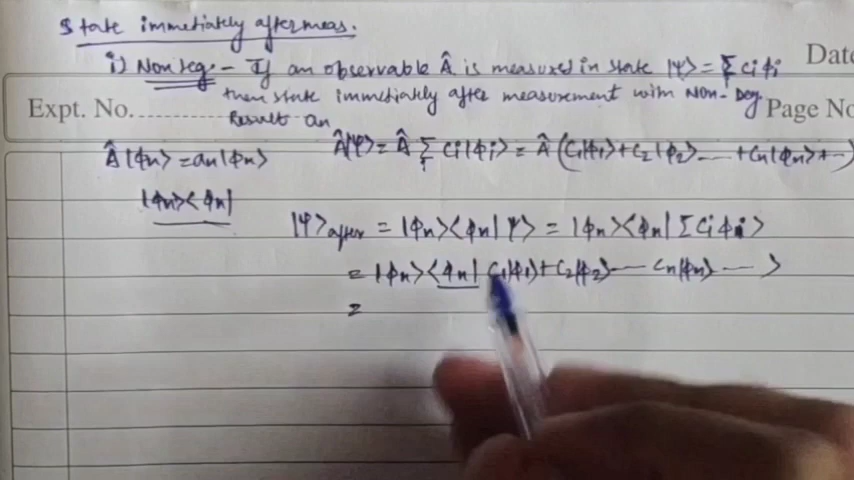 State immediately after meas.
i) Non deg - If an observable Â is measured in state |ψ> = Σ ci ϕi
Date
then state immediately after measurement with Non-Deg
Expt. No.
Page No
Result an
Â|ϕn> = an|ϕn>
Â|ψ> = Â Σ ci|ϕi> = Â (c1|ϕ1> + c2|ϕ2> --- + cn|ϕn> + -)
i
|ϕn><ϕn|
|ψ>after = |ϕn><ϕn|ψ> = |ϕn><ϕn| Σ ci ϕi>
= |ϕn><ϕn| c1|ϕ1> + c2|ϕ2> --- cn|ϕn> --- >
=